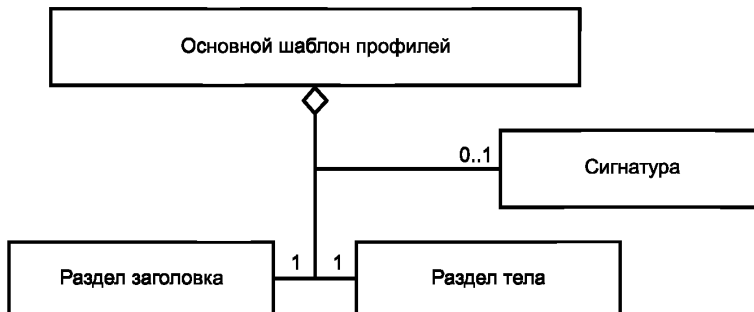 Основной шаблон профилей
0..1
Сигнатура
Раздел заголовка
1
1
Раздел тела